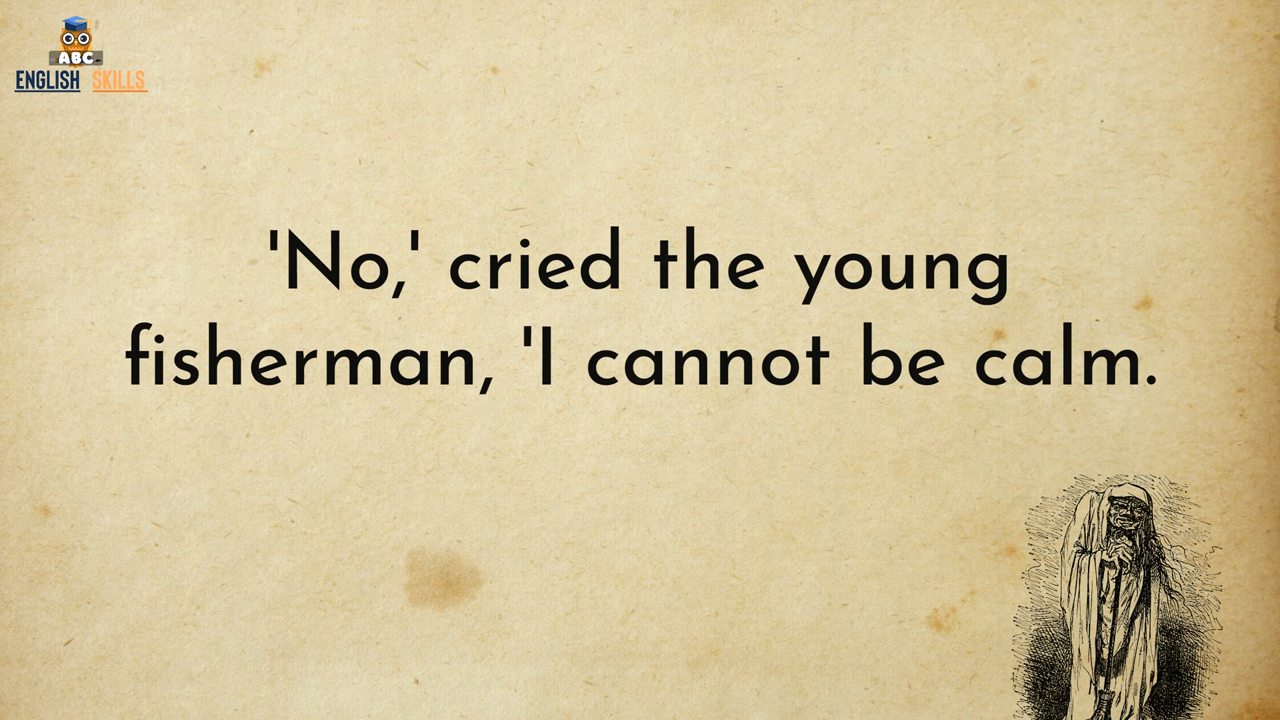 ABC
ENGLISH SKILLS
'No,' cried the young
fisherman, 'I cannot be calm.